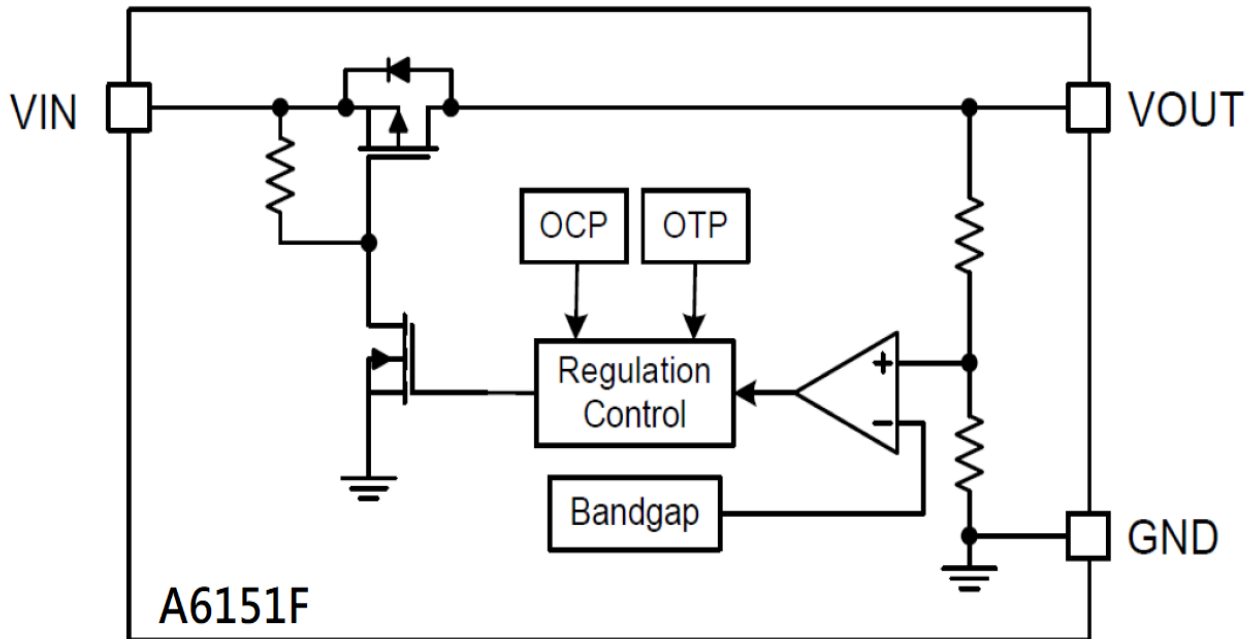 VIN
VOUT
OCP
OTP
Regulation
Control
+
−
Bandgap
GND
A6151F